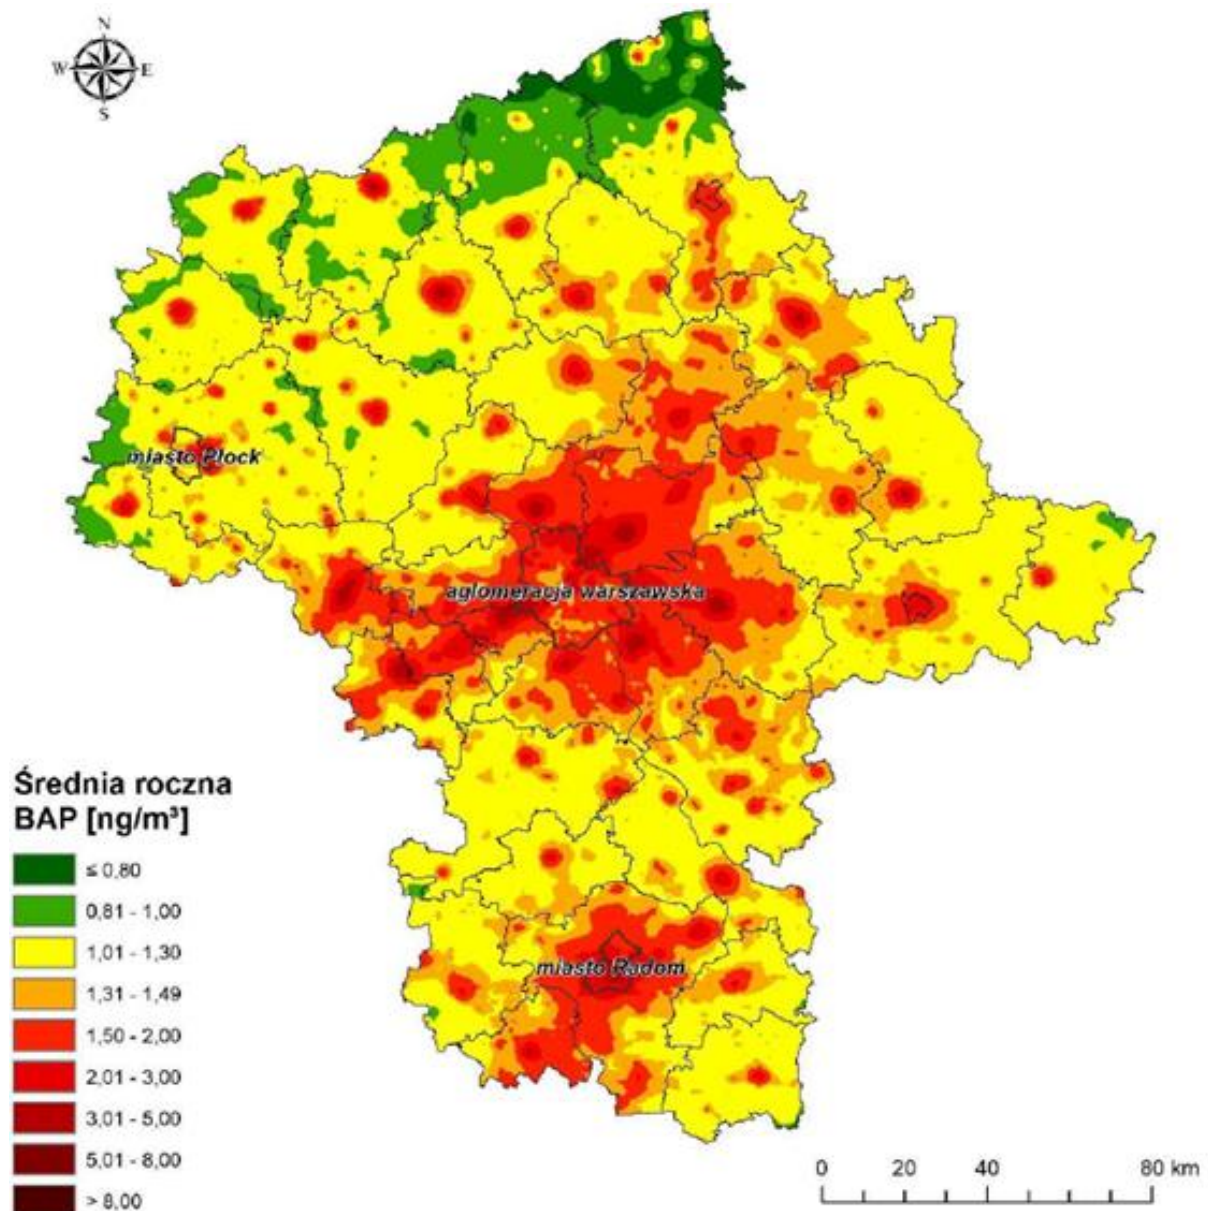 N
W E
S
miasto Płock
aglomeracja warszawska
miasto Radom
Średnia roczna
BAP [ng/m³]
≤ 0,80
0,81 - 1,00
1,01 - 1,30
1,31 - 1,49
1,50 - 2,00
2,01 - 3,00
3,01 - 5,00
5,01 - 8,00
> 8,00
0 20 40 80 km